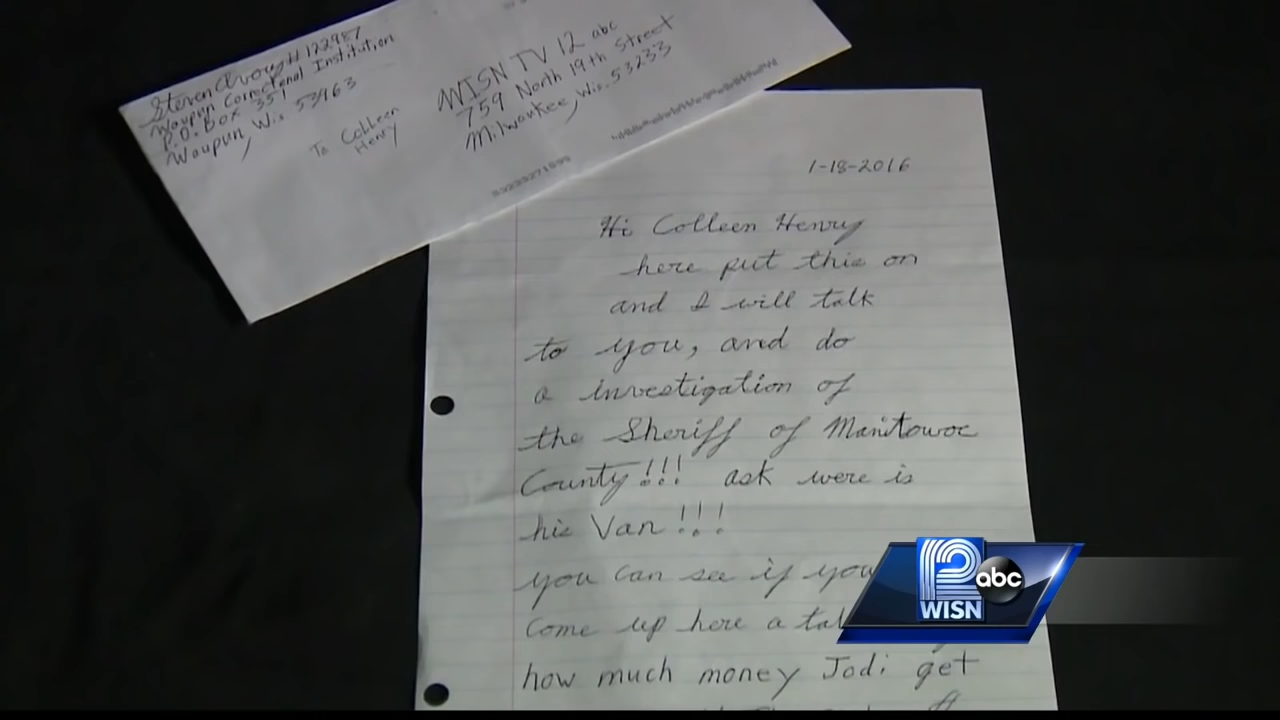 Steven Avery # 122987
Waupun Correctional Institution
P.O. Box 351
Waupun, Wis. 53963
To Colleen
Henry
WISN TV 12 abc
759 North 19th Street
Milwaukee, Wis. 53233
1-18-2016
Hi Colleen Henry
here put this on
and I will talk
to you, and do
a investigation of
the Sheriff of Manitowoc
County!!! ask were is
his Van!!!
you can see if you
Come up here a
how much money Jodi get
12
abc
WISN